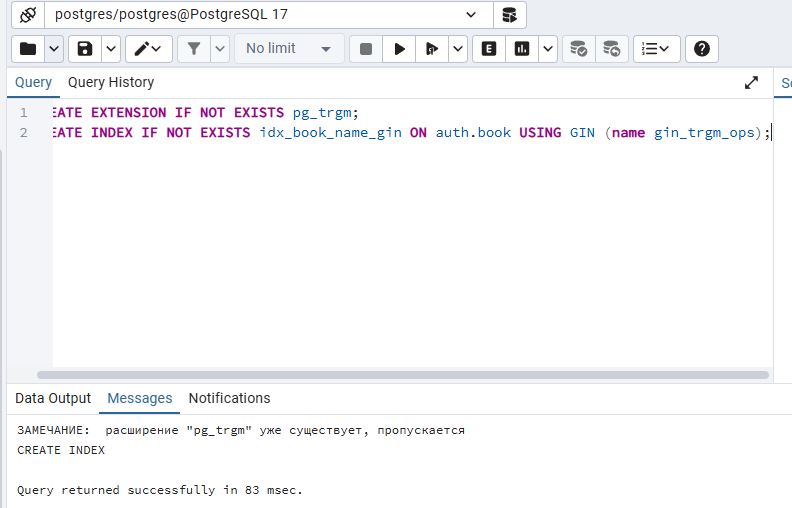 postgres/postgres@PostgreSQL 17
No limit
E
Query Query History
1 EATE EXTENSION IF NOT EXISTS pg_trgm;
2 EATE INDEX IF NOT EXISTS idx_book_name_gin ON auth.book USING GIN (name gin_trgm_ops);
Data Output Messages Notifications
ЗАМЕЧАНИЕ:  расширение "pg_trgm" уже существует, пропускается
CREATE INDEX
Query returned successfully in 83 msec.